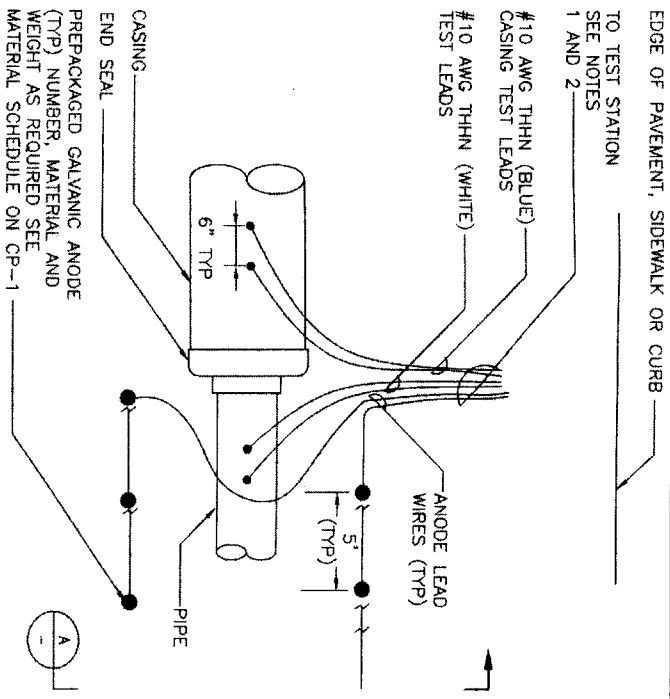 EDGE OF PAVEMENT, SIDEWALK OR CURB
TO TEST STATION
SEE NOTES
1 AND 2
#10 AWG THHN (BLUE)
CASING TEST LEADS
#10 AWG THHN (WHITE)
TEST LEADS
CASING
END SEAL
PREPACKAGED GALVANIC ANODE
(TYP) NUMBER, MATERIAL AND
WEIGHT AS REQUIRED SEE
MATERIAL SCHEDULE ON CP-1
6" TYP
ANODE LEAD
WIRES (TYP)
5'
(TYP)
PIPE
A
-